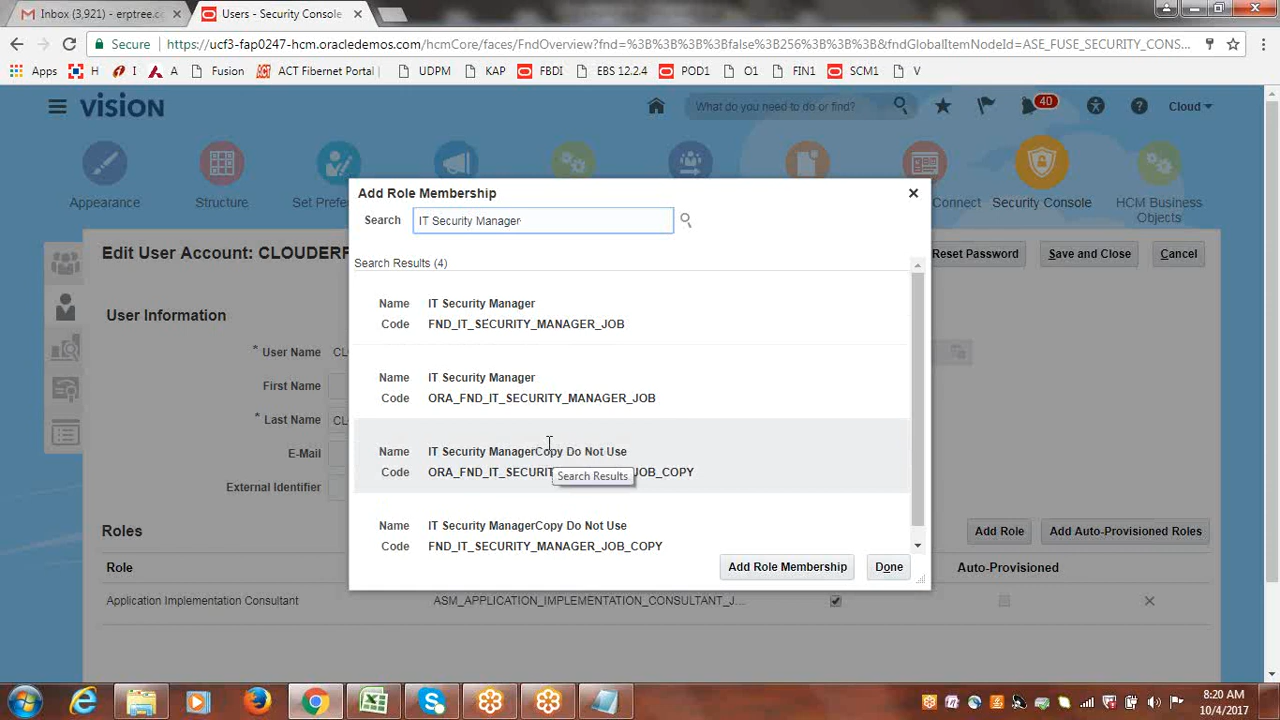 Inbox (3,921) - erptree.c
Users - Security Console
Secure
https://ucf3-fap0247-hcm.oracledemos.com/hcmCore/faces/FndOverview?fnd=%3B%3B%3B%3Bfalse%3B256%3B%3B%3B&fndGlobalItemNodeId=ASE_FUSE_SECURITY_CONS...
Apps H I A Fusion ACT Fibernet Portal UDPM KAP FBDI EBS 12.2.4 POD1 O1 FIN1 SCM1 V
VISION
What do you need to do or find?
40
Cloud
Appearance
Structure
Set Prefe
Connect
Security Console
HCM Business
Objects
Edit User Account: CLOUDERP
Reset Password
Save and Close
Cancel
User Information
* User Name CLO
First Name
* Last Name CL
E-Mail
External Identifier
Roles
Add Role
Add Auto-Provisioned Roles
Role
Auto-Provisioned
Application Implementation Consultant
ASM_APPLICATION_IMPLEMENTATION_CONSULTANT_J...
Add Role Membership
Search IT Security Manager
Search Results (4)
Name IT Security Manager
Code FND_IT_SECURITY_MANAGER_JOB
Name IT Security Manager
Code ORA_FND_IT_SECURITY_MANAGER_JOB
Name IT Security ManagerCopy Do Not Use
Code ORA_FND_IT_SECURIT JOB_COPY
Search Results
Name IT Security ManagerCopy Do Not Use
Code FND_IT_SECURITY_MANAGER_JOB_COPY
Add Role Membership
Done
8:20 AM
10/4/2017